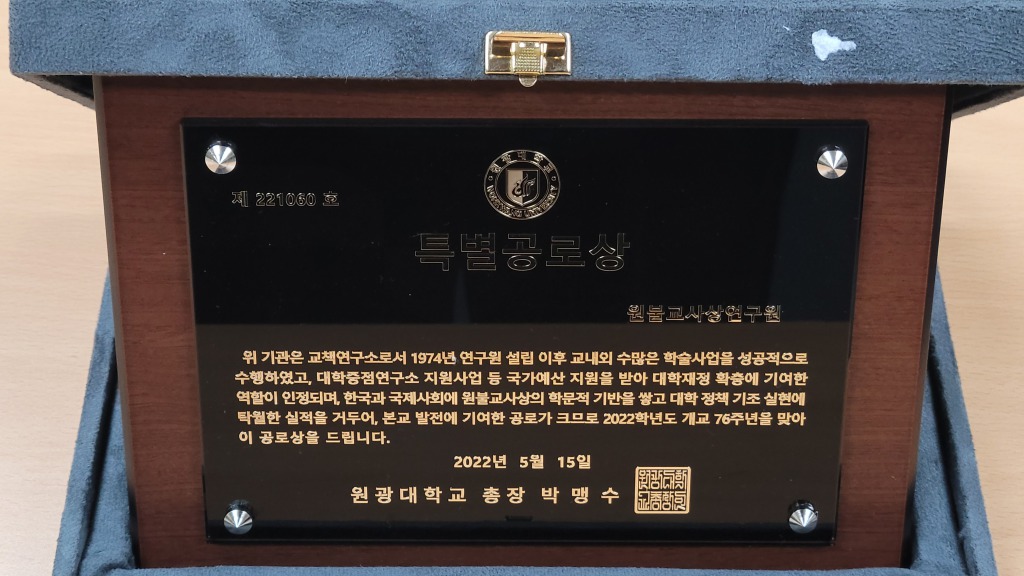 제 221060 호
특별공로상
원불교사상연구원
위 기관은 교책연구소로서 1974년 연구원 설립 이후 교내외 수많은 학술사업을 성공적으로
수행하였고, 대학중점연구소 지원사업 등 국가예산 지원을 받아 대학재정 확충에 기여한
역할이 인정되며, 한국과 국제사회에 원불교사상의 학문적 기반을 쌓고 대학 정책 기조 실현에
탁월한 실적을 거두어, 본교 발전에 기여한 공로가 크므로 2022학년도 개교 76주년을 맞아
이 공로상을 드립니다.
2022년 5월 15일
원광대학교 총장 박맹수